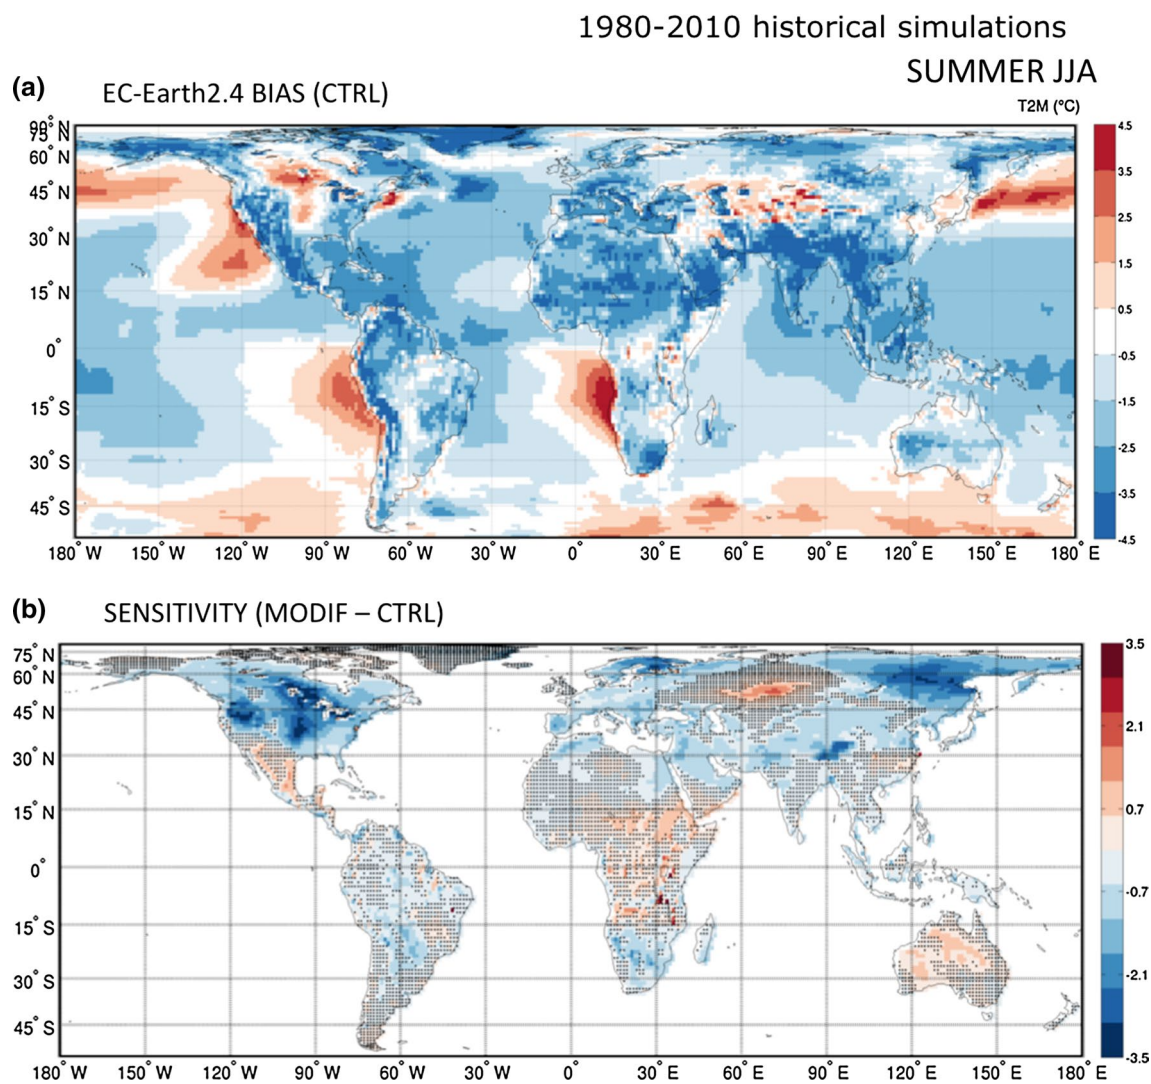 1980-2010 historical simulations
SUMMER JJA
(a)
EC-Earth2.4 BIAS (CTRL)
T2M (°C)
90° N
75° N
60° N
45° N
30° N
15° N
0°
15° S
30° S
45° S
180° W 150° W 120° W 90° W 60° W 30° W 0° 30° E 60° E 90° E 120° E 150° E 180° E
4.5
3.5
2.5
1.5
0.5
-0.5
-1.5
-2.5
-3.5
-4.5
(b)
SENSITIVITY (MODIF – CTRL)
75° N
60° N
45° N
30° N
15° N
0°
15° S
30° S
45° S
180° W 150° W 120° W 90° W 60° W 30° W 0° 30° E 60° E 90° E 120° E 150° E 180° E
3.5
2.1
0.7
-0.7
-2.1
-3.5